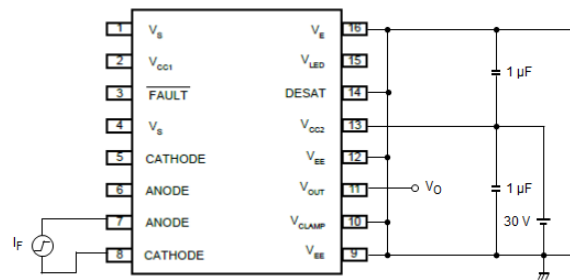 1 V_S V_E 16
2 V_CC1 V_LED 15
3 FAULT DESAT 14
4 V_S V_CC2 13
5 CATHODE V_EE 12
6 ANODE V_OUT 11
7 ANODE V_CLAMP 10
8 CATHODE V_EE 9
I_F
V_O
1 µF
1 µF
30 V